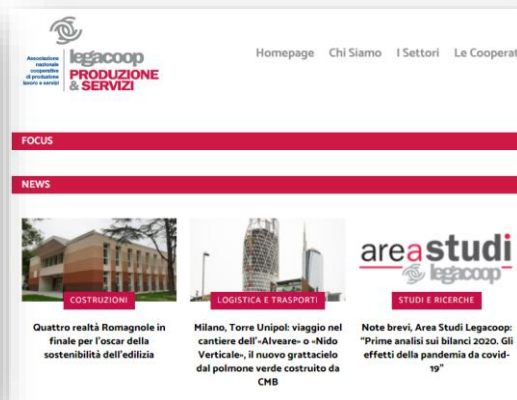 Associazione
nazionale
cooperative
di produzione
lavoro e servizi
legacoop
PRODUZIONE
& SERVIZI
Homepage Chi Siamo I Settori Le Cooperat
FOCUS
NEWS
COSTRUZIONI
Quattro realtà Romagnole in
finale per l'oscar della
sostenibilità dell'edilizia
LOGISTICA E TRASPORTI
Milano, Torre Unipol: viaggio nel
cantiere dell'«Alveare» o «Nido
Verticale», il nuovo grattacielo
dal polmone verde costruito da
CMB
areastudi
legacoop
STUDI E RICERCHE
Note brevi, Area Studi Legacoop:
"Prime analisi sui bilanci 2020. Gli
effetti della pandemia da covid-
19"